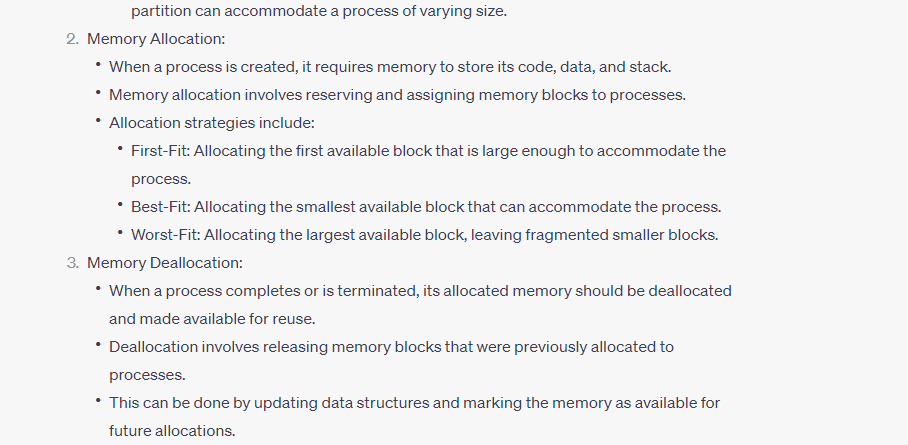 partition can accommodate a process of varying size.
2. Memory Allocation:
• When a process is created, it requires memory to store its code, data, and stack.
• Memory allocation involves reserving and assigning memory blocks to processes.
• Allocation strategies include:
• First-Fit: Allocating the first available block that is large enough to accommodate the
process.
• Best-Fit: Allocating the smallest available block that can accommodate the process.
• Worst-Fit: Allocating the largest available block, leaving fragmented smaller blocks.
3. Memory Deallocation:
• When a process completes or is terminated, its allocated memory should be deallocated
and made available for reuse.
• Deallocation involves releasing memory blocks that were previously allocated to
processes.
• This can be done by updating data structures and marking the memory as available for
future allocations.